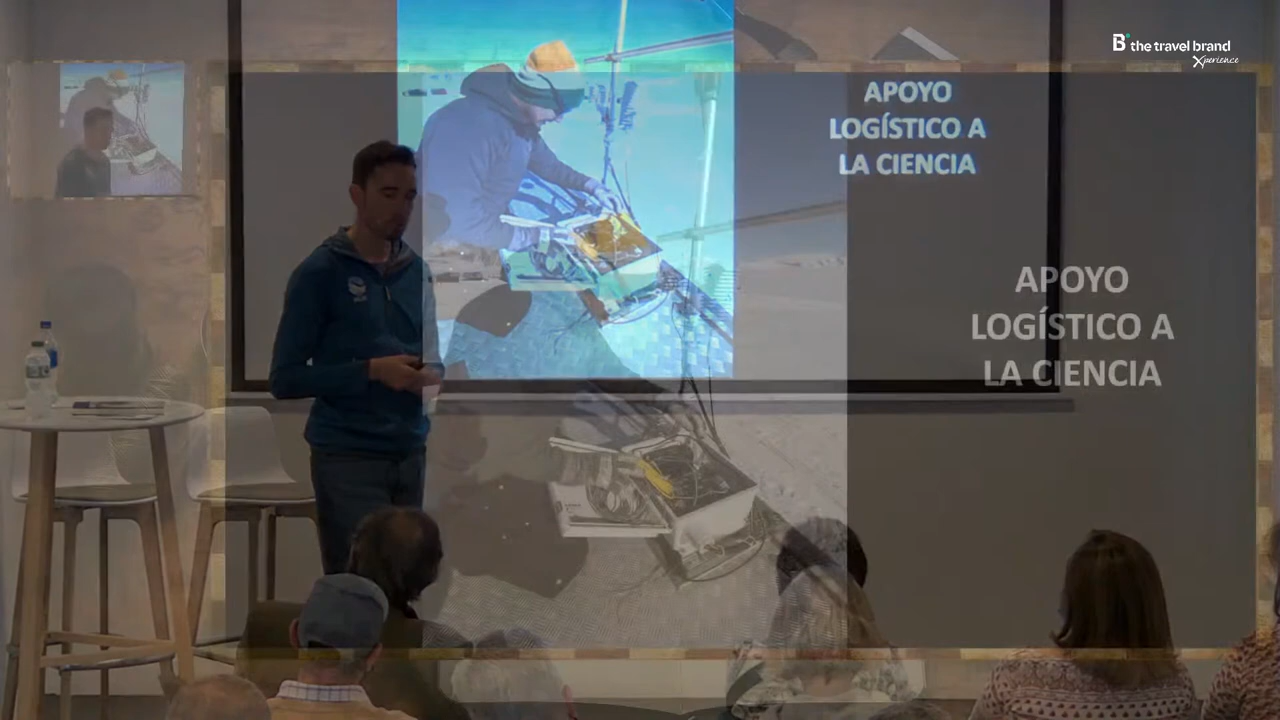 B the travel brand
Xperience
APOYO
LOGÍSTICO A
LA CIENCIA
APOYO
LOGÍSTICO A
LA CIENCIA